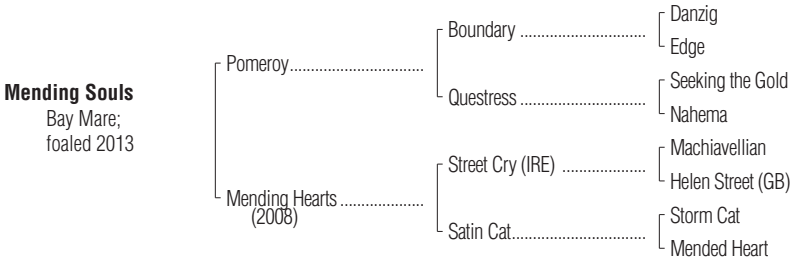 Danzig
Boundary ..............................
Edge
Pomeroy................................
Seeking the Gold
Questress ..............................
Nahema
Mending Souls
Bay Mare;
foaled 2013
Machiavellian
Street Cry (IRE) ....................
Helen Street (GB)
Mending Hearts ....................
(2008)
Storm Cat
Satin Cat................................
Mended Heart